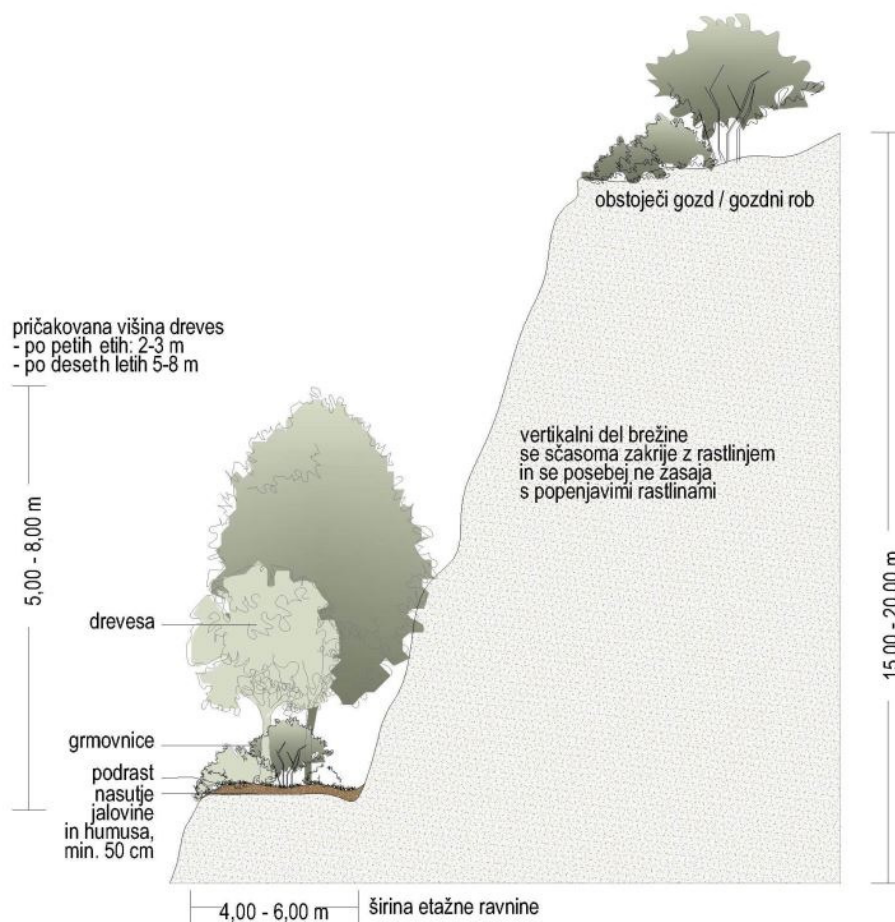 obstoječi gozd / gozdni rob
pričakovana višina dreves
- po petih etih: 2-3 m
- po deseth letih 5-8 m
vertikalni del brežine
se sčasoma zakrije z rastlinjem
in se posebej ne zasaja
s popenjavimi rastlinami
5,00 - 8,00 m
15,00 - 20,00 m
drevesa
grmovnice
podrast
nasutje
jalovine
in humusa,
min. 50 cm
4,00 - 6,00 m
širina etažne ravnine